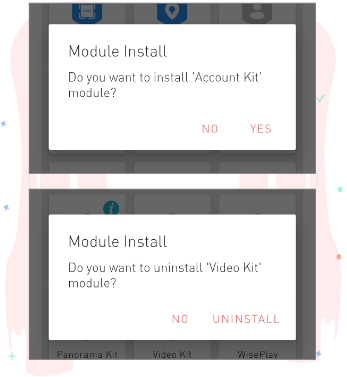 Module Install
Do you want to install 'Account Kit'
module?
NO YES
Module Install
Do you want to uninstall 'Video Kit'
module?
NO UNINSTALL
Panorama Kit Video Kit WisePlay